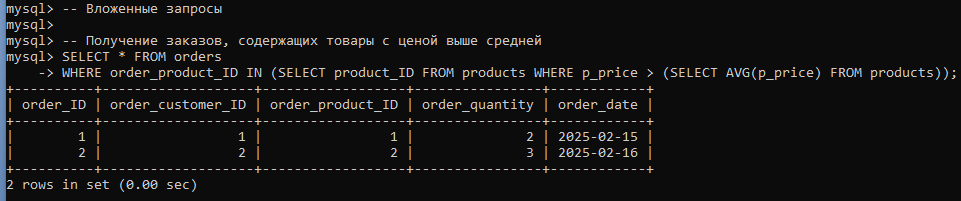 mysql> -- Вложенные запросы
mysql>
mysql> -- Получение заказов, содержащих товары с ценой выше средней
mysql> SELECT * FROM orders
    -> WHERE order_product_ID IN (SELECT product_ID FROM products WHERE p_price > (SELECT AVG(p_price) FROM products));
+----------+-------------------+------------------+----------------+------------+
| order_ID | order_customer_ID | order_product_ID | order_quantity | order_date |
+----------+-------------------+------------------+----------------+------------+
|        1 |                 1 |                1 |              2 | 2025-02-15 |
|        2 |                 2 |                2 |              3 | 2025-02-16 |
+----------+-------------------+------------------+----------------+------------+
2 rows in set (0.00 sec)